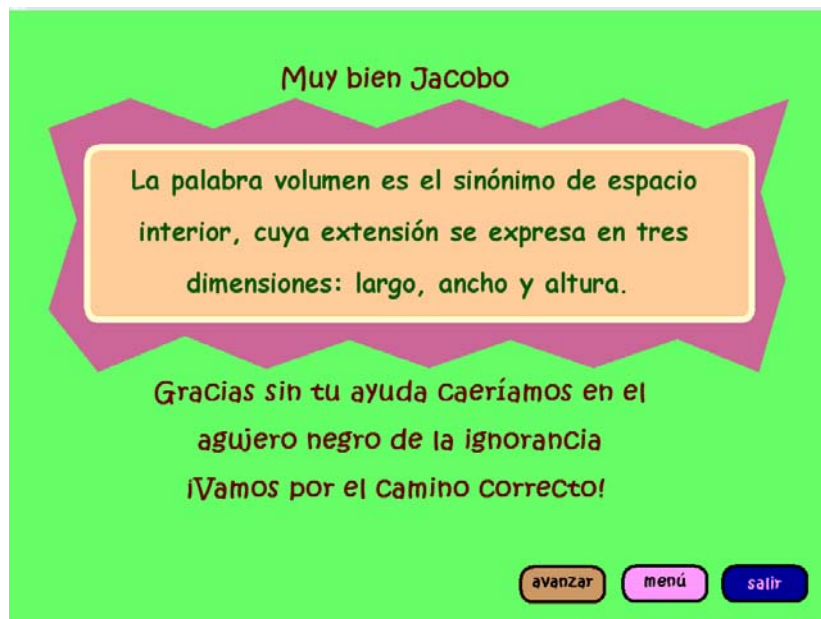 Muy bien Jacobo
La palabra volumen es el sinónimo de espacio
interior, cuya extensión se expresa en tres
dimensiones: largo, ancho y altura.
Gracias sin tu ayuda caeríamos en el
agujero negro de la ignorancia
¡Vamos por el camino correcto!
avanzar menú salir